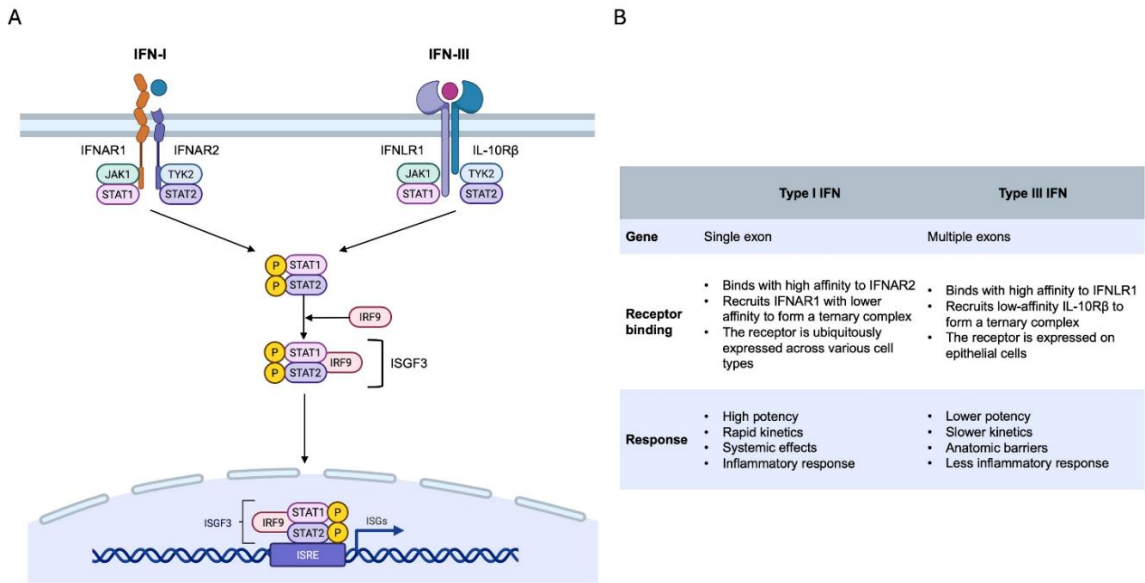 A
B
IFN-I
IFN-III
IFNAR1
IFNAR2
IFNLR1
IL-10Rβ
JAK1
TYK2
JAK1
TYK2
STAT1
STAT2
STAT1
STAT2
P
STAT1
P
STAT2
IRF9
P
STAT1
P
STAT2
IRF9
ISGF3
ISGF3
IRF9
STAT1
P
STAT2
P
ISGs
ISRE
Type I IFN
Type III IFN
Gene
Single exon
Multiple exons
Receptor
binding
• Binds with high affinity to IFNAR2
• Recruits IFNAR1 with lower
affinity to form a ternary complex
• The receptor is ubiquitously
expressed across various cell
types
• Binds with high affinity to IFNLR1
• Recruits low-affinity IL-10Rβ to
form a ternary complex
• The receptor is expressed on
epithelial cells
Response
• High potency
• Rapid kinetics
• Systemic effects
• Inflammatory response
• Lower potency
• Slower kinetics
• Anatomic barriers
• Less inflammatory response